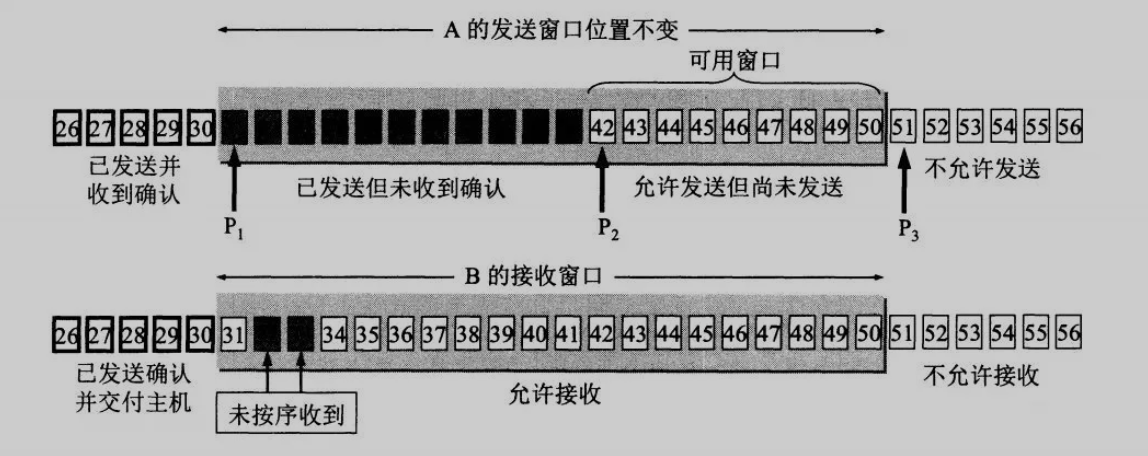 A 的发送窗口位置不变
可用窗口
26 27 28 29 30 42 43 44 45 46 47 48 49 50 51 52 53 54 55 56
已发送并
收到确认
已发送但未收到确认
允许发送但尚未发送
不允许发送
P1
P2
P3
B 的接收窗口
26 27 28 29 30 31 34 35 36 37 38 39 40 41 42 43 44 45 46 47 48 49 50 51 52 53 54 55 56
已发送确认
并交付主机
未按序收到
允许接收
不允许接收